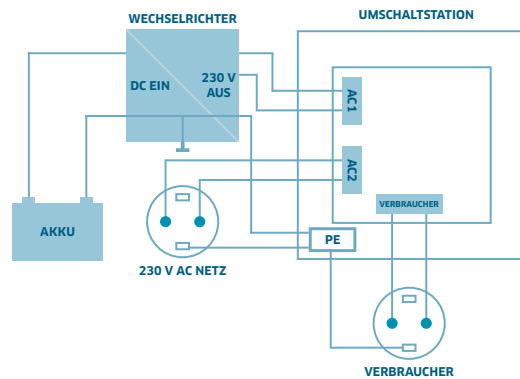 WECHSELRICHTER
UMSCHALTSTATION
DC EIN
230 V
AUS
AC1
AC2
VERBRAUCHER
AKKU
PE
230 V AC NETZ
VERBRAUCHER